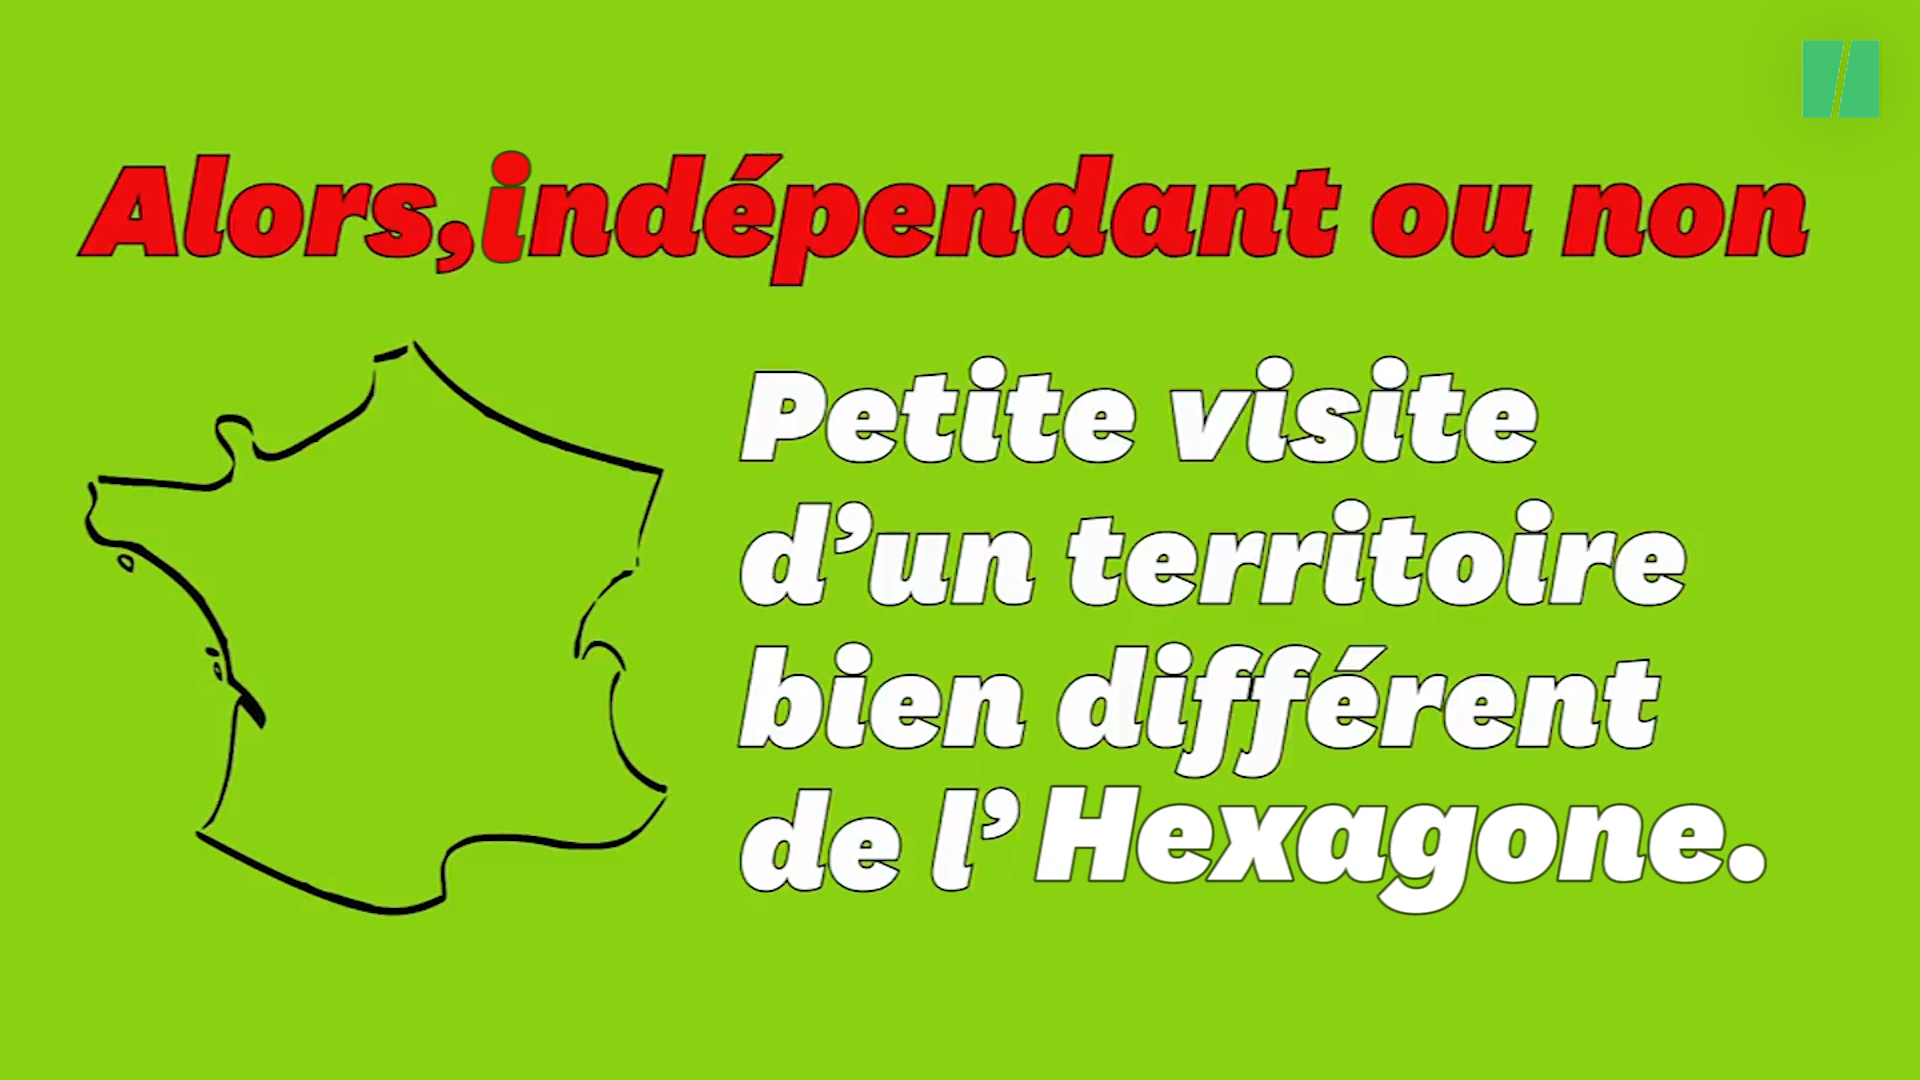 Alors,indépendant ou non
Petite visite
d’un territoire
bien différent
de l’Hexagone.